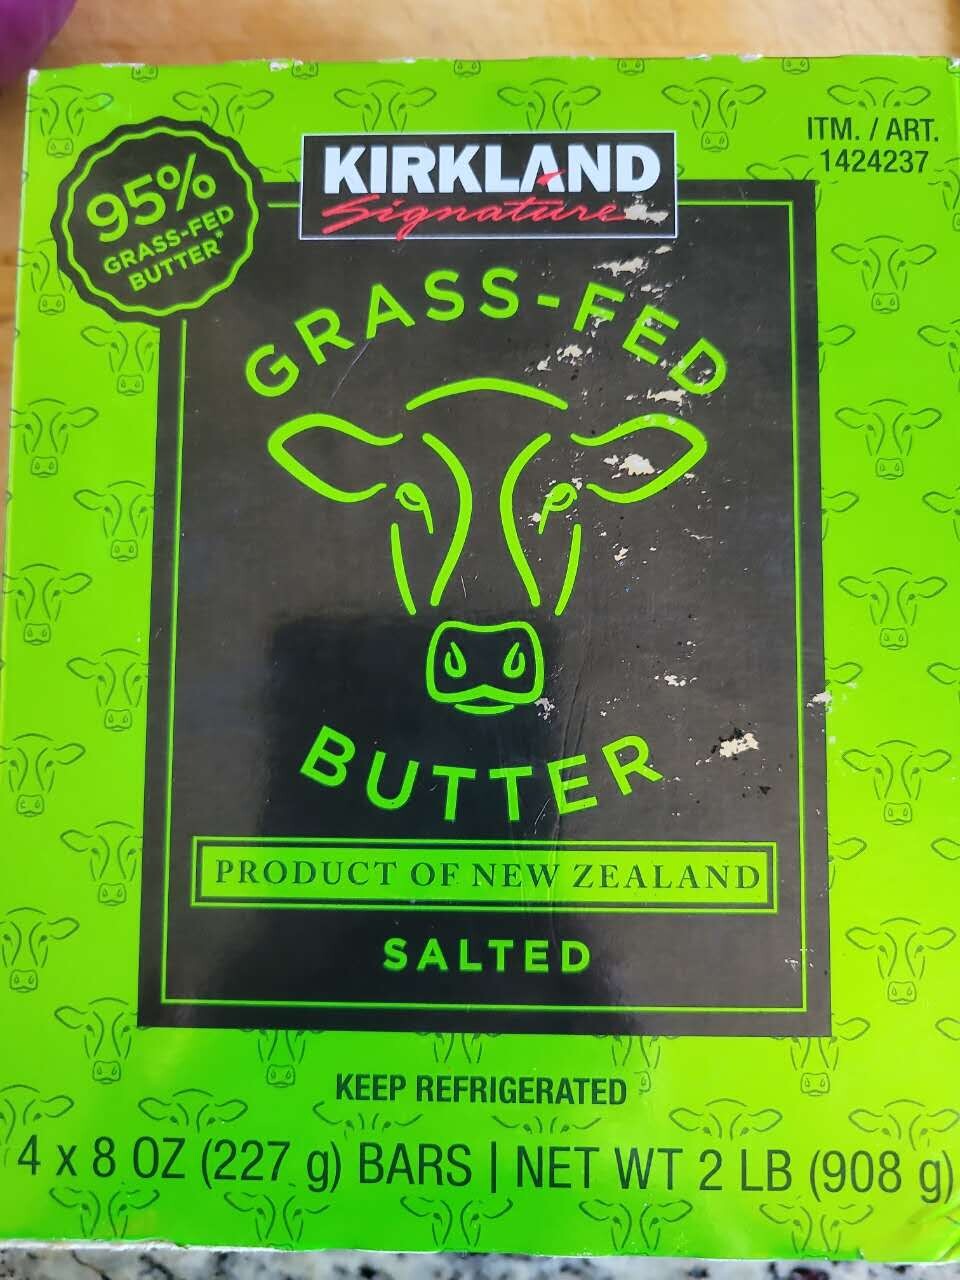 ITM. / ART.
1424237
KIRKLAND
Signature
95%
GRASS-FED
BUTTER*
GRASS-FED
BUTTER
PRODUCT OF NEW ZEALAND
SALTED
KEEP REFRIGERATED
4 x 8 OZ (227 g) BARS | NET WT 2 LB (908 g)